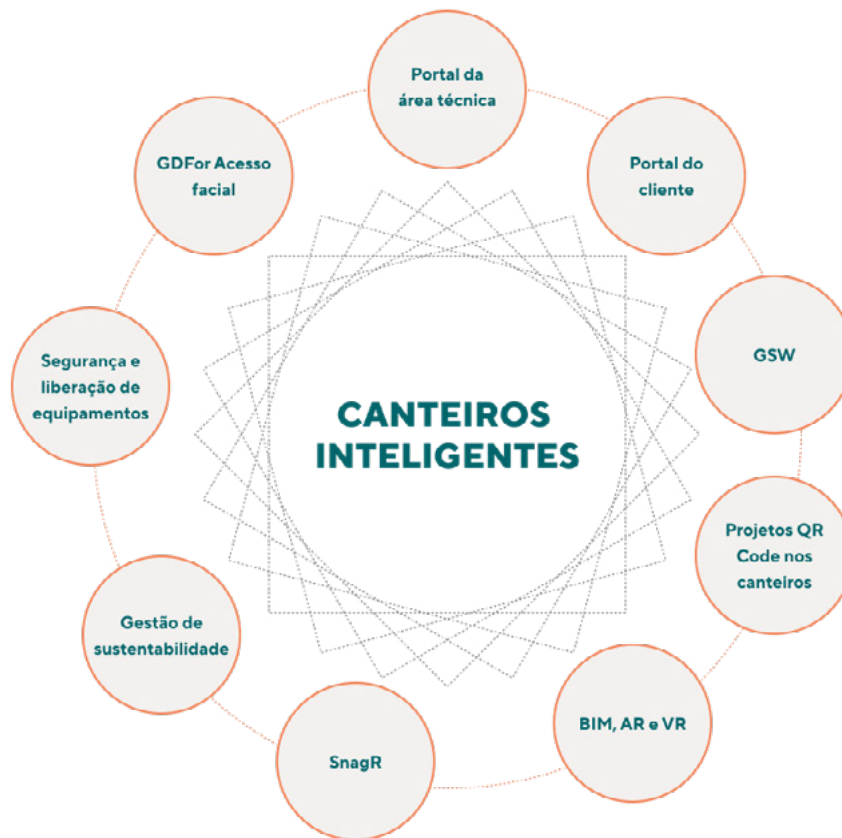 Portal da
área técnica
GDFor Acesso
facial
Portal do
cliente
GSW
Segurança e
liberação de
equipamentos
CANTEIROS
INTELIGENTES
Projetos QR
Code nos
canteiros
Gestão de
sustentabilidade
BIM, AR e VR
SnagR